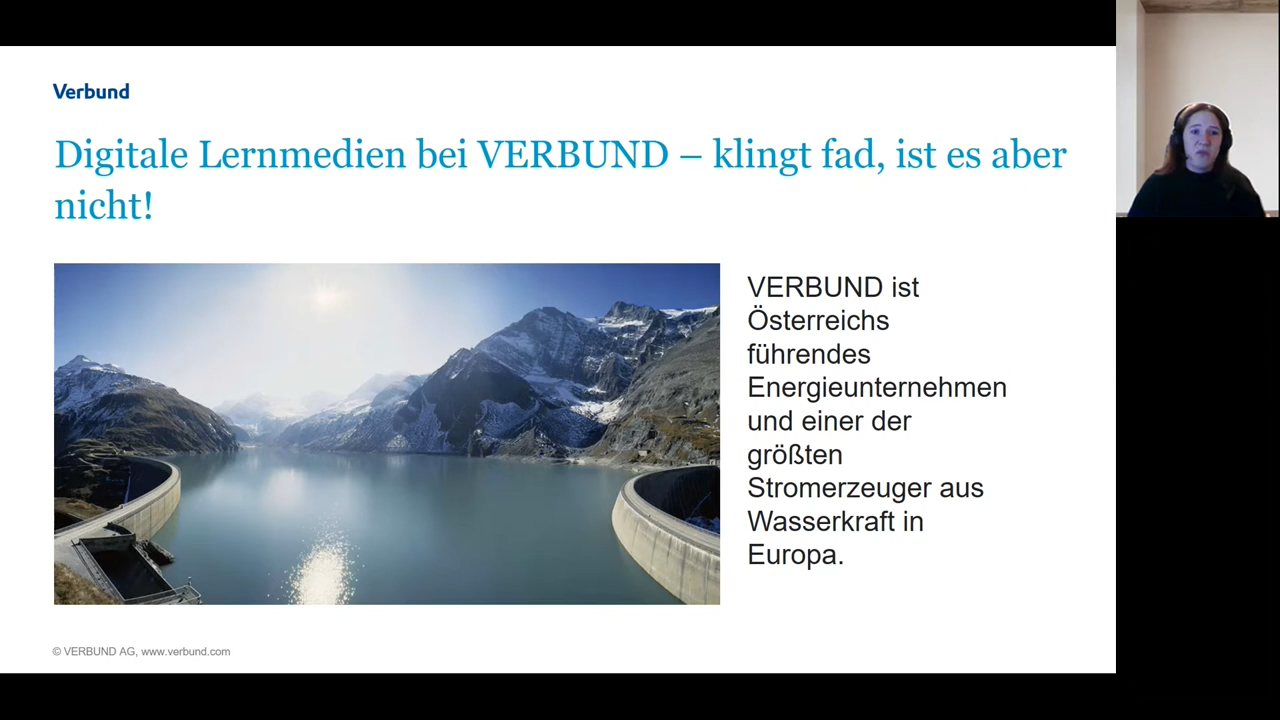 Verbund
Digitale Lernmedien bei VERBUND – klingt fad, ist es aber
nicht!
VERBUND ist
Österreichs
führendes
Energieunternehmen
und einer der
größten
Stromerzeuger aus
Wasserkraft in
Europa.
© VERBUND AG, www.verbund.com